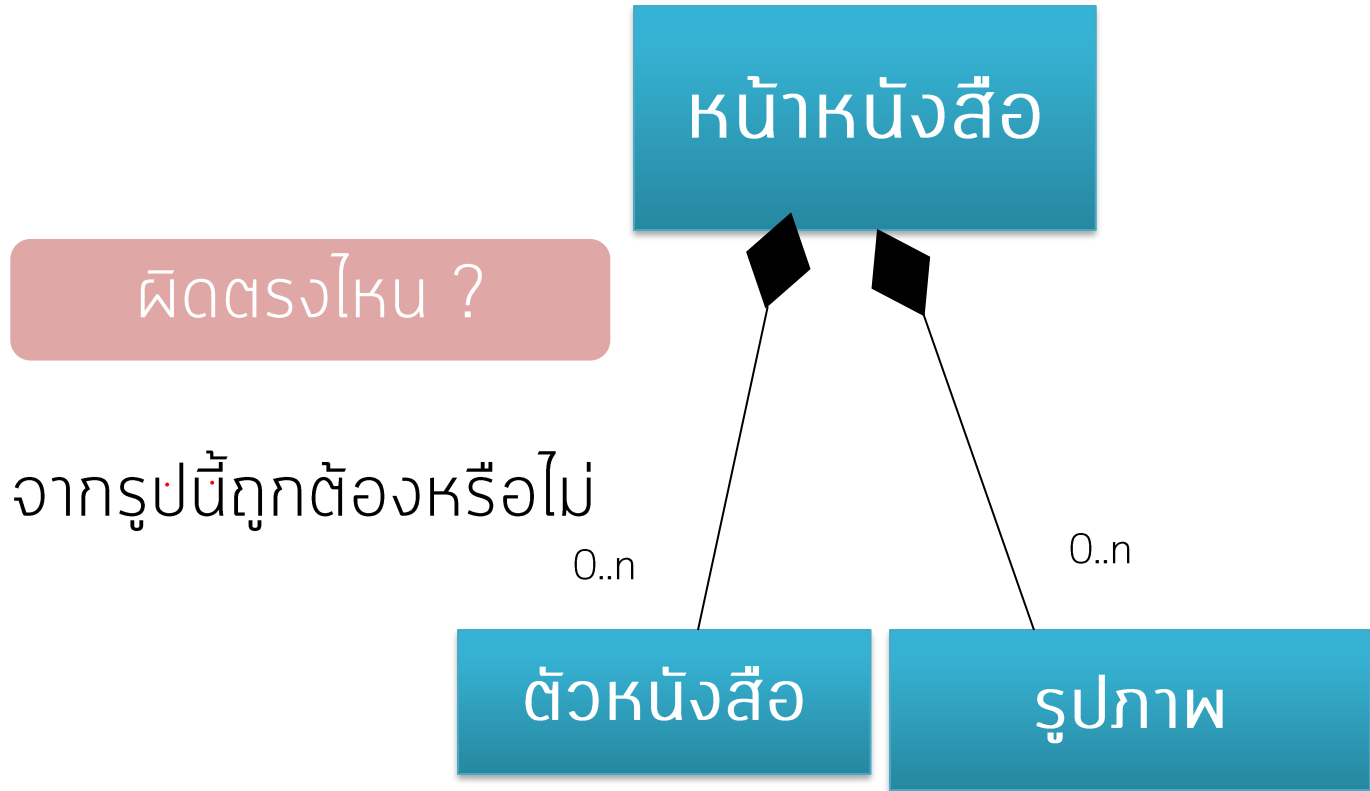 หน้าหนังสือ
ผิดตรงไหน ?
จากรูปนี้ถูกต้องหรือไม่
0..n
0..n
ตัวหนังสือ
รูปภาพ